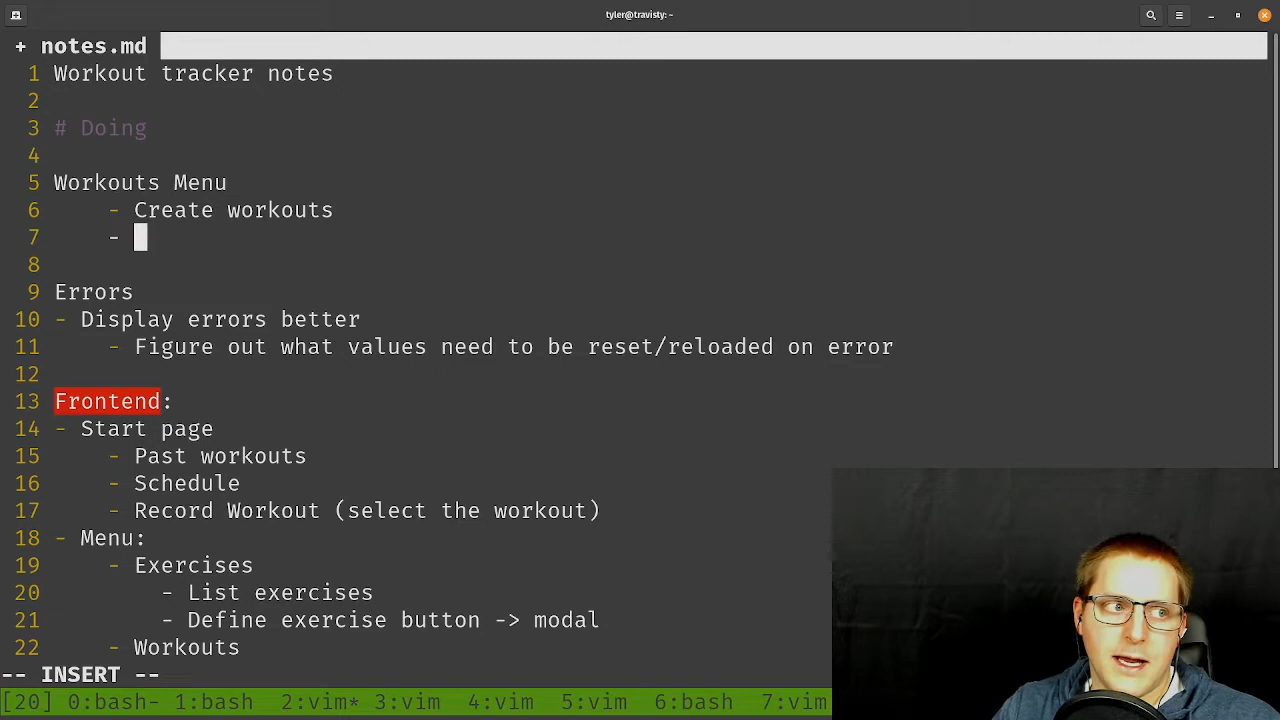 tyler@travisty: ~
+ notes.md
1 Workout tracker notes
2
3 # Doing
4
5 Workouts Menu
6 - Create workouts
7 -
8
9 Errors
10 - Display errors better
11 - Figure out what values need to be reset/reloaded on error
12
13 Frontend:
14 - Start page
15 - Past workouts
16 - Schedule
17 - Record Workout (select the workout)
18 - Menu:
19 - Exercises
20 - List exercises
21 - Define exercise button -> modal
22 - Workouts
-- INSERT --
[20] 0:bash- 1:bash 2:vim* 3:vim 4:vim 5:vim 6:bash 7:vim